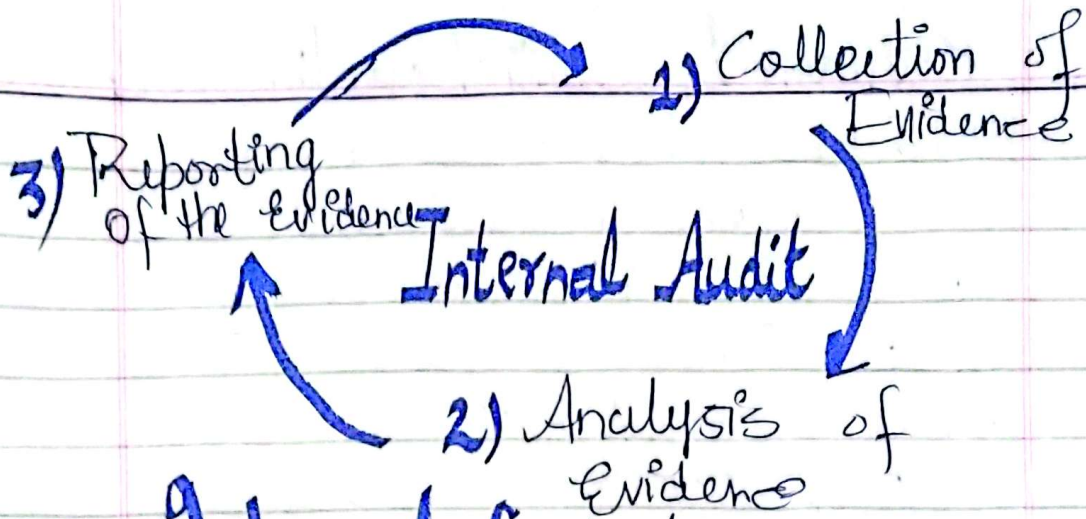 1) Collection of
Evidence
3) Reporting
of the Evidence
Internal Audit
2) Analysis of
Evidence